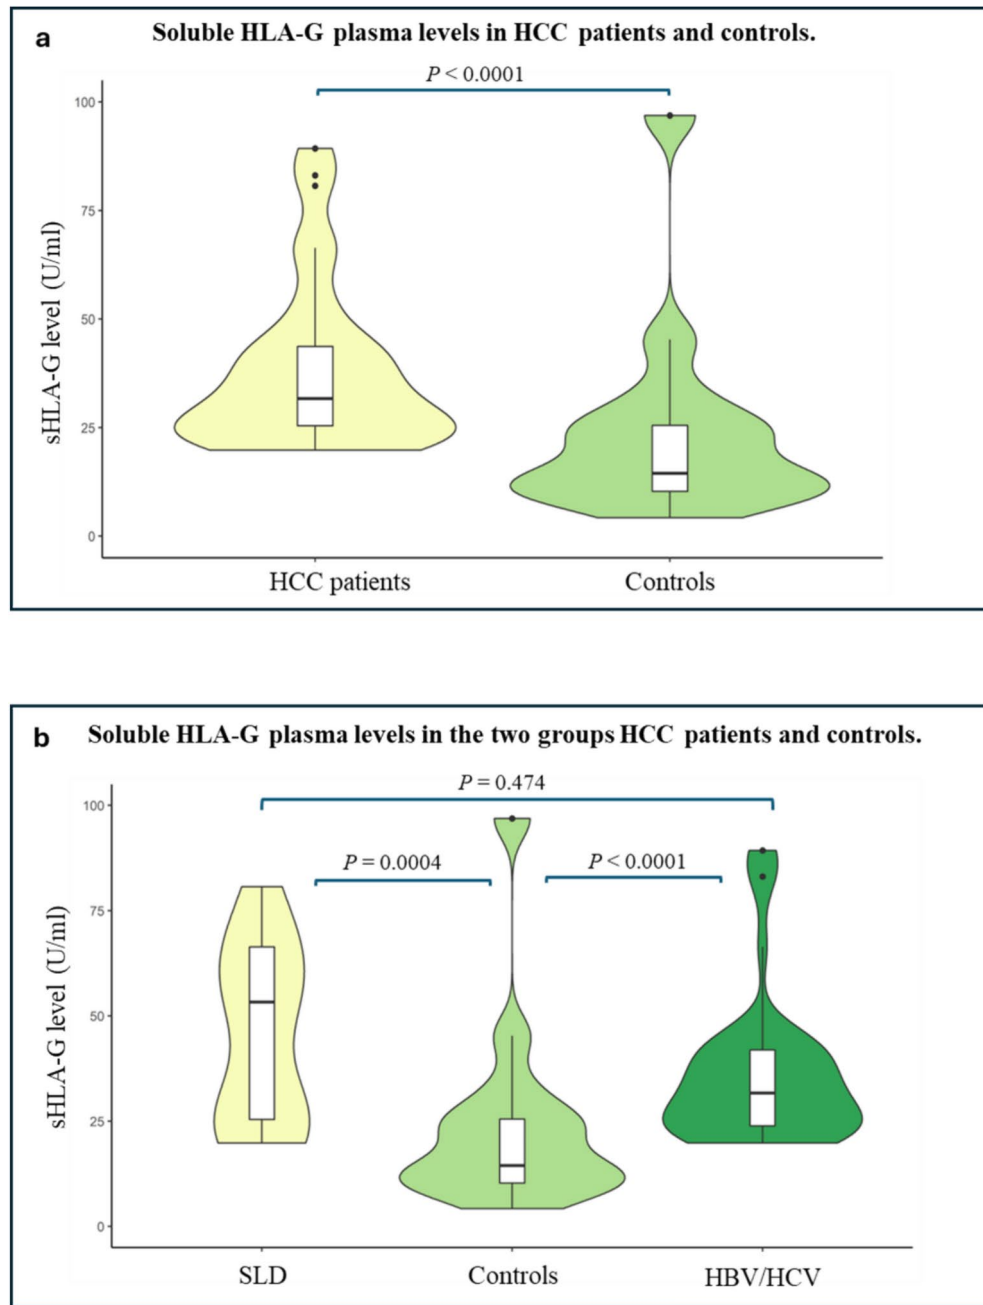 a
Soluble HLA-G plasma levels in HCC patients and controls.
P < 0.0001
100
75
50
25
0
sHLA-G level (U/ml)
HCC patients
Controls
b
Soluble HLA-G plasma levels in the two groups HCC patients and controls.
P = 0.474
P = 0.0004
P < 0.0001
100
75
50
25
0
sHLA-G level (U/ml)
SLD
Controls
HBV/HCV